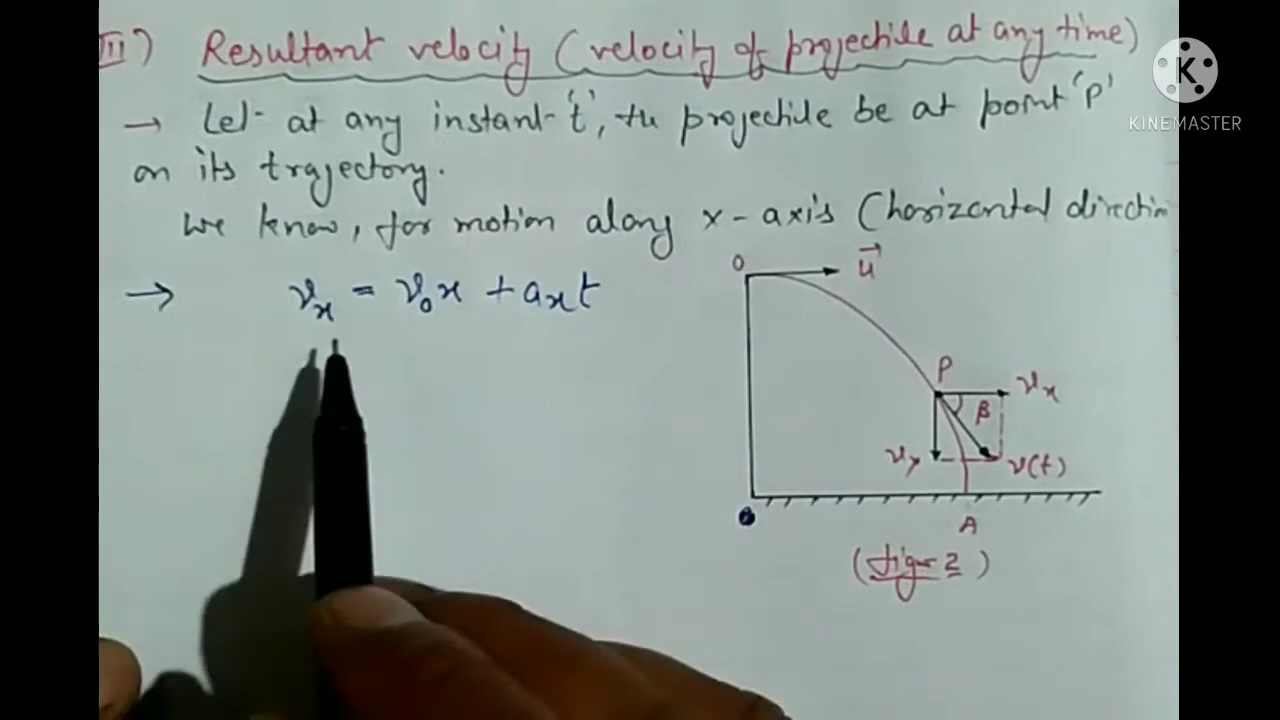 III) Resultant velocity (velocity of projectile at any time)
→ Let at any instant 't', the projectile be at point 'P'
on its trajectory.
We know, for motion along x-axis (horizontal direction
→ vₓ = v₀x + aₓt
O u⃗
P vₓ
β
vᵧ v(t)
A
(figure 2)
K
KINEMASTER